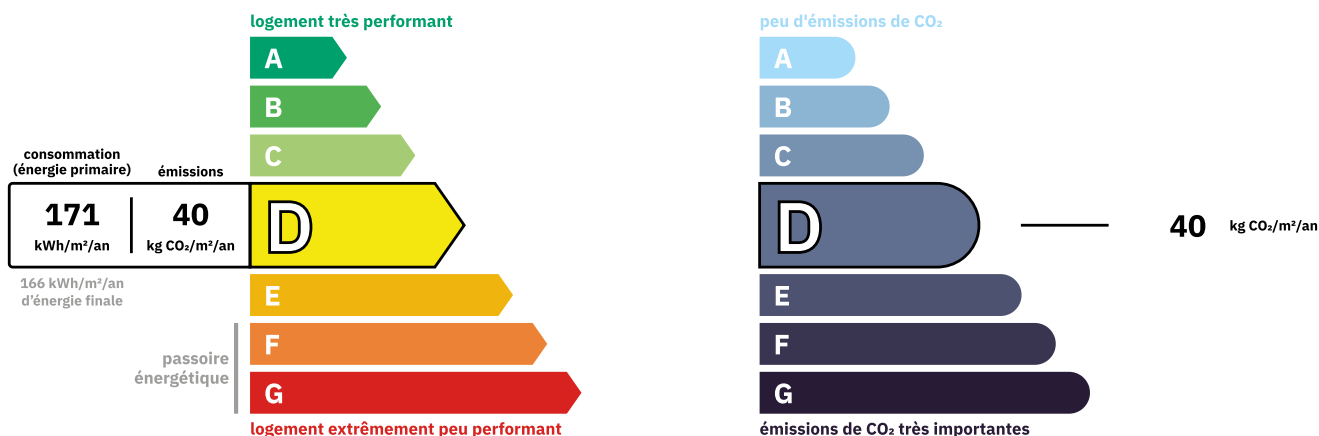 logement très performant
A
B
C
consommation
(énergie primaire)
émissions
171
kWh/m²/an
40
kg CO₂/m²/an
D
166 kWh/m²/an
d'énergie finale
E
F
G
passoire
énergétique
logement extrêmement peu performant
peu d'émissions de CO₂
A
B
C
D
40 kg CO₂/m²/an
E
F
G
émissions de CO₂ très importantes